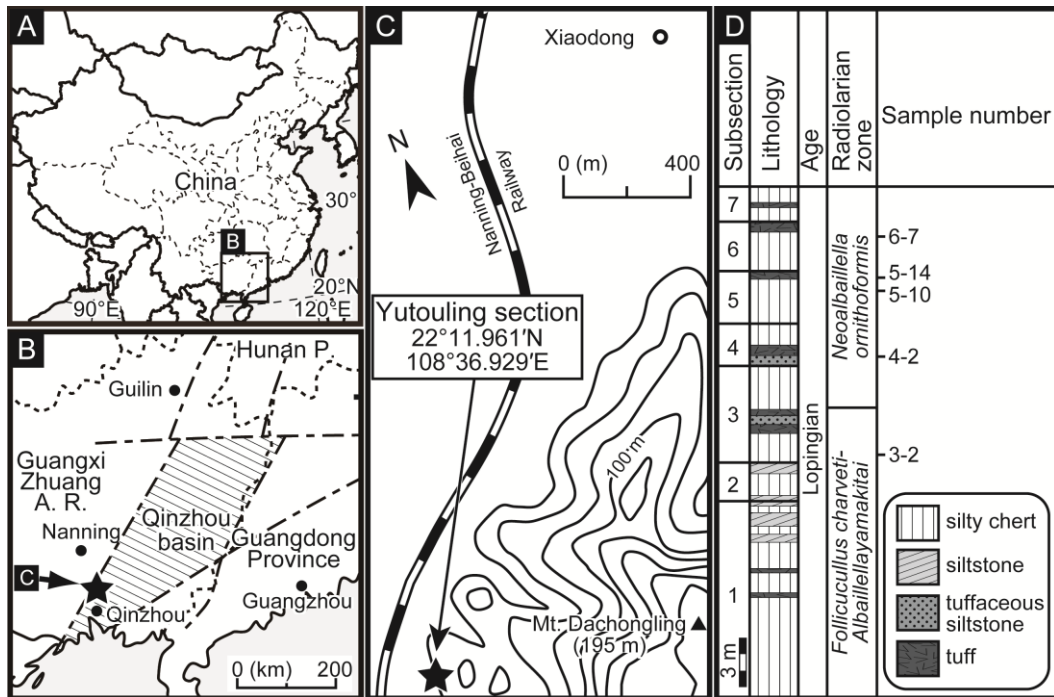 A
China
B
30°
20°N
90°E
120°E
B
Hunan P.
Guilin
Guangxi
Zhuang
A. R.
Nanning
Qinzhou
basin
Guangdong
Province
C
Qinzhou
Guangzhou
0 (km) 200
C
Xiaodong
N
0 (m) 400
Nanning-Beihai
Railway
Yutouling section
22°11.961′N
108°36.929′E
100 m
Mt. Dachongling
(195 m)
D
Subsection
Lithology
Age
Radiolarian
zone
Sample number
7
6
5
4
3
2
1
3 m
Lopingian
Neoalbaillella
ornithoformis
Follicucullus charveti-
Albaillellayamakitai
6-7
5-14
5-10
4-2
3-2
silty chert
siltstone
tuffaceous
siltstone
tuff